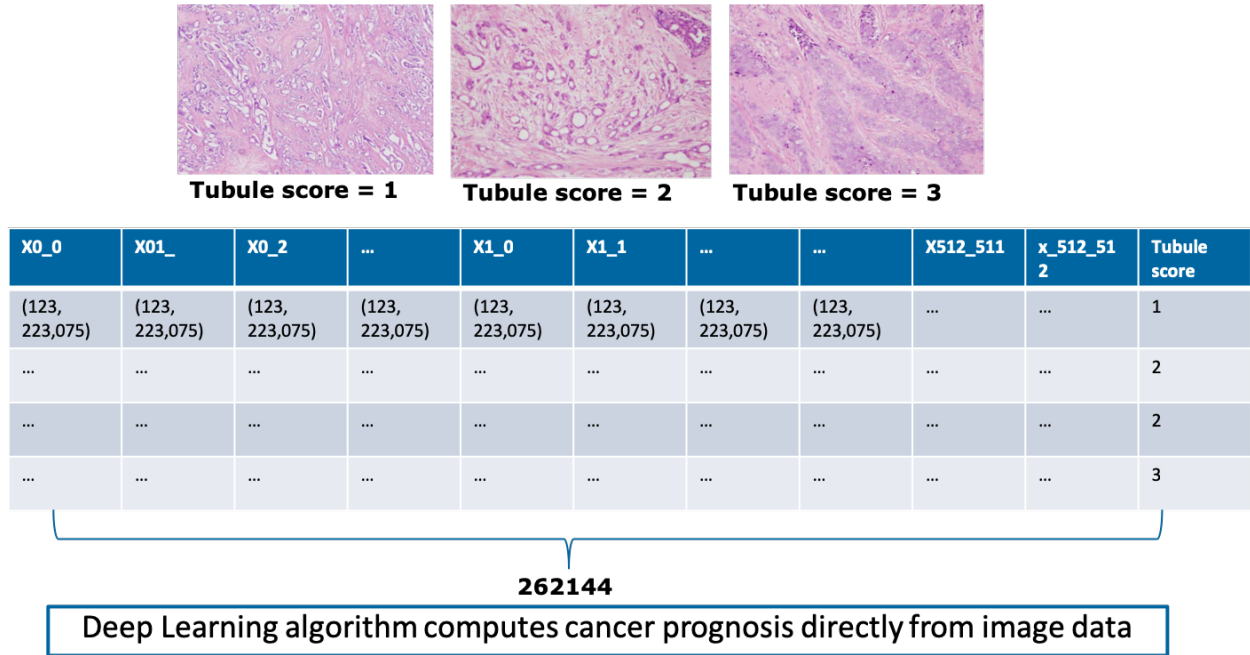 Tubule score = 1
Tubule score = 2
Tubule score = 3
X0_0 X01_ X0_2 ... X1_0 X1_1 ... ... X512_511 x_512_51 Tubule
2 score
(123, (123, (123, (123, (123, (123, (123, (123, ... ... 1
223,075) 223,075) 223,075) 223,075) 223,075) 223,075) 223,075) 223,075)
... ... ... ... ... ... ... ... ... ... 2
... ... ... ... ... ... ... ... ... ... 2
... ... ... ... ... ... ... ... ... ... 3
262144
Deep Learning algorithm computes cancer prognosis directly from image data